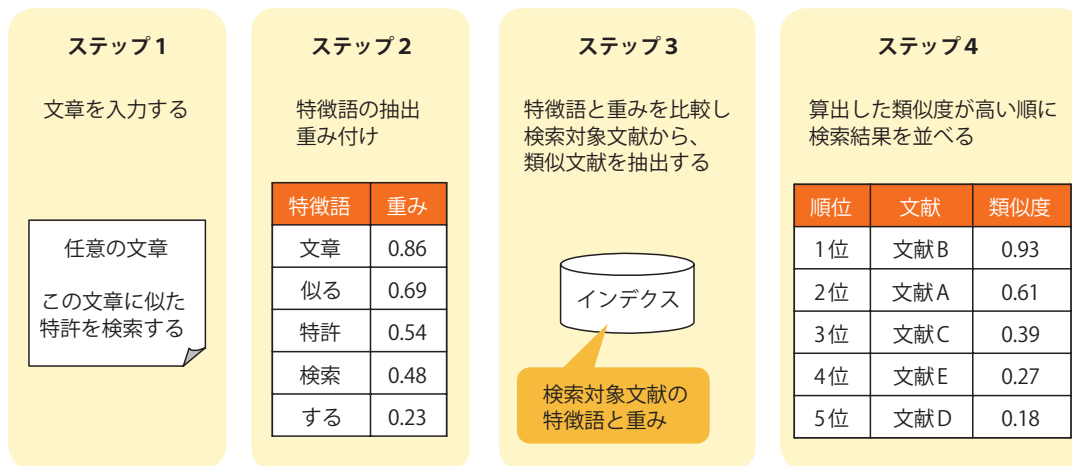 ステップ1
文章を入力する
任意の文章
この文章に似た
特許を検索する
ステップ2
特徴語の抽出
重み付け
特徴語 重み
文章 0.86
似る 0.69
特許 0.54
検索 0.48
する 0.23
ステップ3
特徴語と重みを比較し
検索対象文献から、
類似文献を抽出する
インデクス
検索対象文献の
特徴語と重み
ステップ4
算出した類似度が高い順に
検索結果を並べる
順位 文献 類似度
1位 文献B 0.93
2位 文献A 0.61
3位 文献C 0.39
4位 文献E 0.27
5位 文献D 0.18